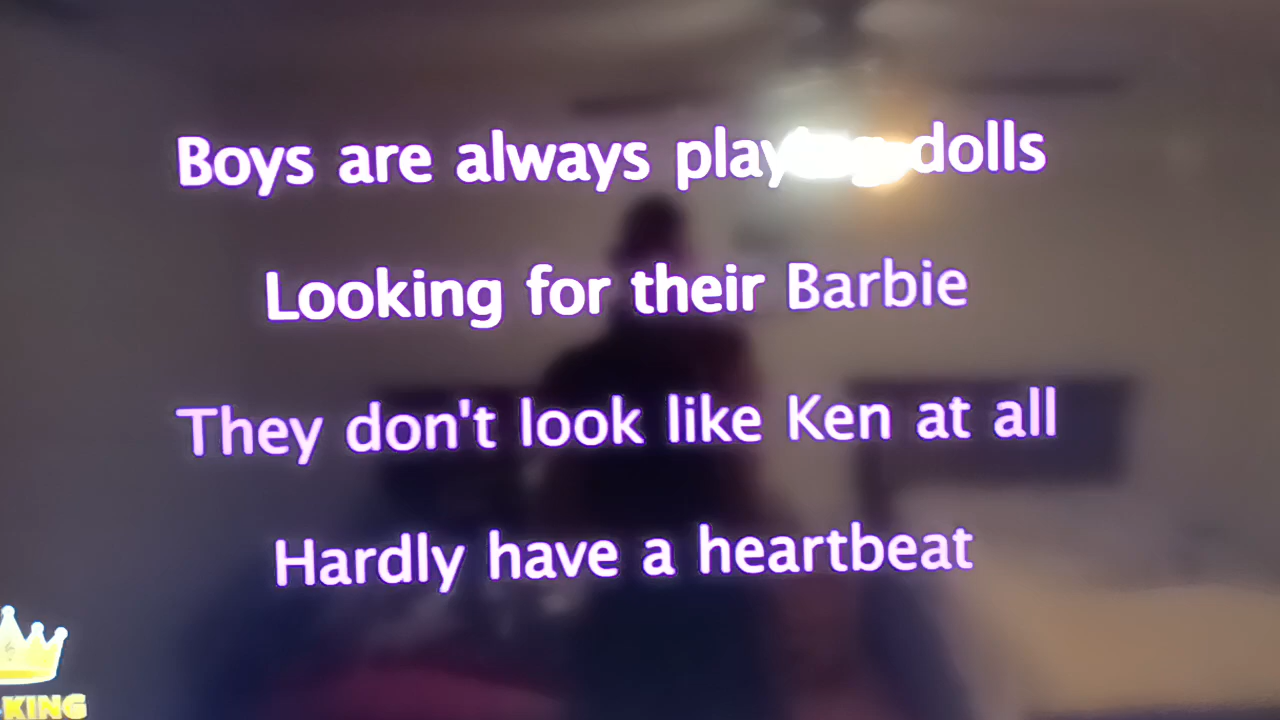 Boys are always playing dolls
Looking for their Barbie
They don't look like Ken at all
Hardly have a heartbeat
KING